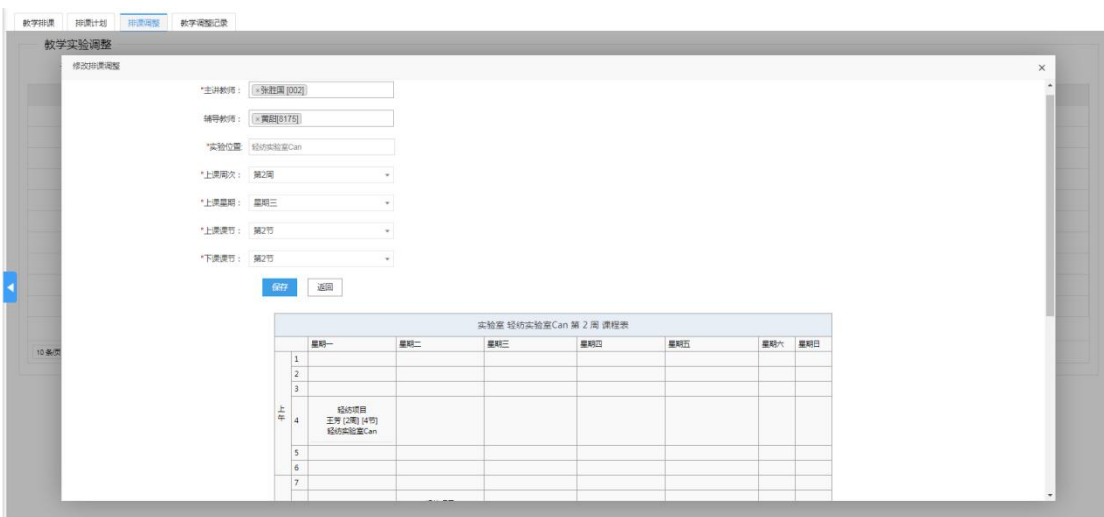 教学排课 排课计划 排课调整 教学调整记录
教学实验调整
修改排课调整 ×
*主讲教师： ×张胜国 [002]
辅导教师： ×黄甜[8175]
*实验位置 轻纺实验室Can
*上课周次： 第2周
*上课星期： 星期三
*上课课节： 第2节
*下课课节： 第2节
保存 返回
实验室 轻纺实验室Can 第 2 周 课程表
星期一 星期二 星期三 星期四 星期五 星期六 星期日
上午
1
2
3
4
轻纺项目
王芳 [2周] [4节]
轻纺实验室Can
5
6
7
10 条/页